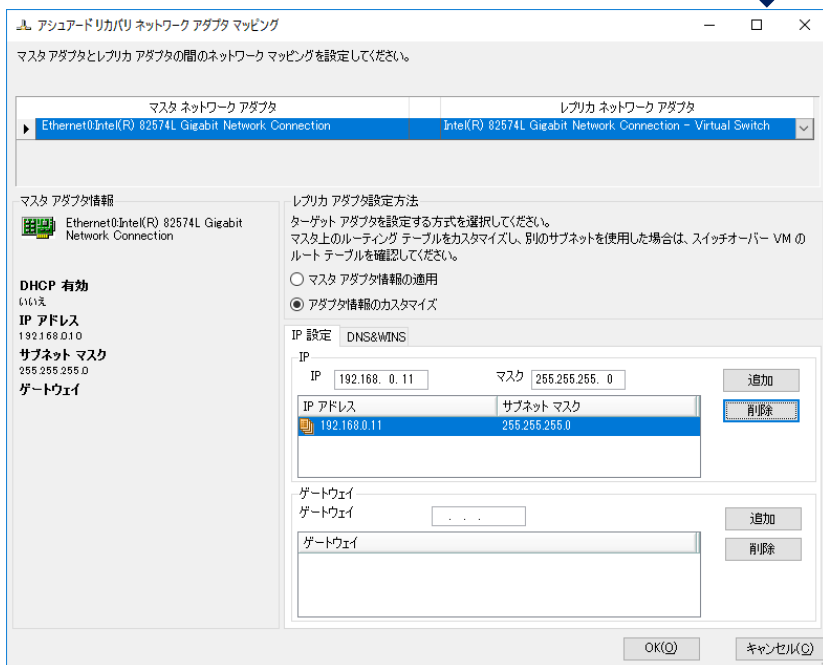 アシュアード リカバリ ネットワーク アダプタ マッピング
マスタ アダプタとレプリカ アダプタの間のネットワーク マッピングを設定してください。
マスタ ネットワーク アダプタ レプリカ ネットワーク アダプタ
Ethernet0:Intel(R) 82574L Gigabit Network Connection Intel(R) 82574L Gigabit Network Connection - Virtual Switch
マスタ アダプタ情報
Ethernet0:Intel(R) 82574L Gigabit
Network Connection
DHCP 有効
いいえ
IP アドレス
192.168.0.10
サブネット マスク
255.255.255.0
ゲートウェイ
レプリカ アダプタ設定方法
ターゲット アダプタを設定する方式を選択してください。
マスタ上のルーティング テーブルをカスタマイズし、別のサブネットを使用した場合は、スイッチオーバー VM の
ルート テーブルを確認してください。
マスタ アダプタ情報の適用
アダプタ情報のカスタマイズ
IP 設定 DNS&WINS
IP
IP 192.168. 0. 11 マスク 255.255.255. 0 追加
IP アドレス サブネット マスク 削除
192.168.0.11 255.255.255.0
ゲートウェイ
ゲートウェイ . . . 追加
ゲートウェイ 削除
OK(O) キャンセル(C)